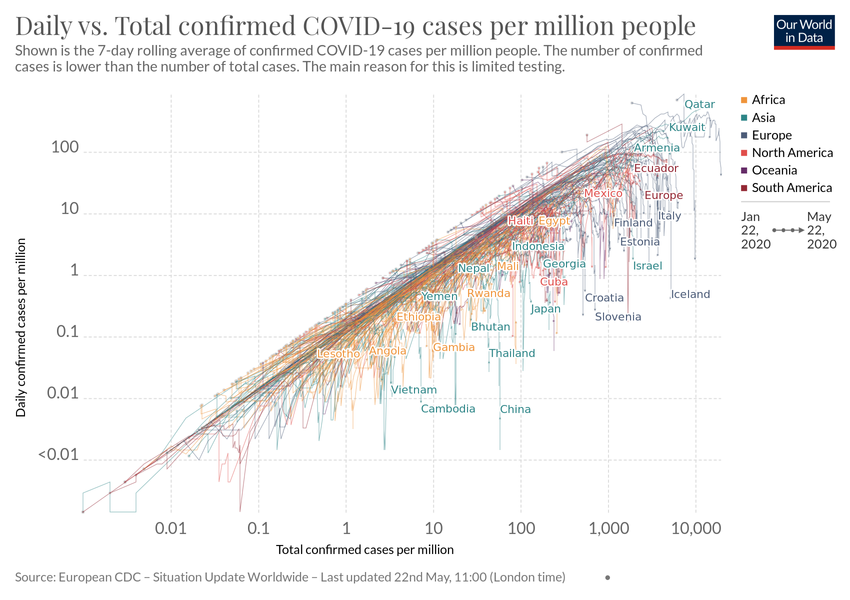 Daily vs. Total confirmed COVID-19 cases per million people
Shown is the 7-day rolling average of confirmed COVID-19 cases per million people. The number of confirmed
cases is lower than the number of total cases. The main reason for this is limited testing.
Our World
in Data
Africa
Asia
Europe
North America
Oceania
South America
Jan
22,
2020
May
22,
2020
Daily confirmed cases per million
100
10
1
0.1
0.01
<0.01
Qatar
Kuwait
Armenia
Ecuador
Mexico
Europe
Haiti
Egypt
Finland
Italy
Indonesia
Estonia
Nepal
Mali
Georgia
Israel
Cuba
Yemen
Rwanda
Croatia
Iceland
Ethiopia
Japan
Slovenia
Bhutan
Lesotho
Angola
Gambia
Thailand
Vietnam
Cambodia
China
0.01
0.1
1
10
100
1,000
10,000
Total confirmed cases per million
Source: European CDC – Situation Update Worldwide – Last updated 22nd May, 11:00 (London time)